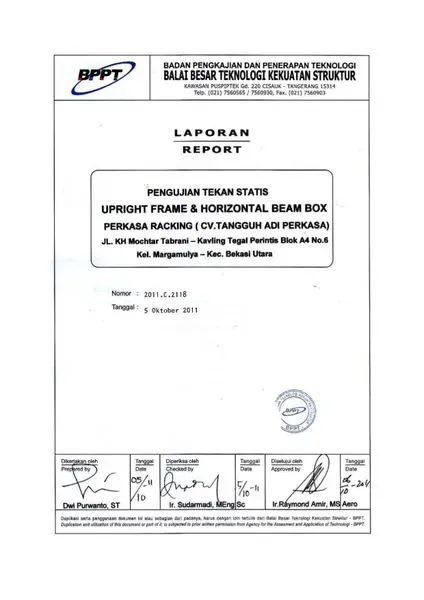 BPPT
BADAN PENGKAJIAN DAN PENERAPAN TEKNOLOGI
BALAI BESAR TEKNOLOGI KEKUATAN STRUKTUR
KAWASAN PUSPIPTEK Gd. 220 CISAUK - TANGERANG 15314
Telp. (021) 7560565 / 7560930, Fax. (021) 7560903
LAPORAN
REPORT
PENGUJIAN TEKAN STATIS
UPRIGHT FRAME & HORIZONTAL BEAM BOX
PERKASA RACKING ( CV.TANGGUH ADI PERKASA)
JL. KH Mochtar Tabrani – Kavling Tegal Perintis Blok A4 No.6
Kel. Margamulya – Kec. Bekasi Utara
Nomor : 2011.C.2118
Tanggal : 5 Oktober 2011
BPPT
Dikerjakan oleh Tanggal Diperiksa oleh Tanggal Disetujui oleh Tanggal
Prepared by Date Checked by Date Approved by Date
05/-11 /10 5/10 -11
Dwi Purwanto, ST Ir. Sudarmadi, MEng Sc Ir.Raymond Amir, MS Aero
Duplikasi serta penggunaan dokumen ini atau sebagian dari padanya, harus dengan izin tertulis dari Balai Besar Teknologi Kekuatan Struktur - BPPT.
Duplication and utilization of this document or part of it, is subjected to prior written permission from Agency for the Assessment and Application of Technology - BPPT.